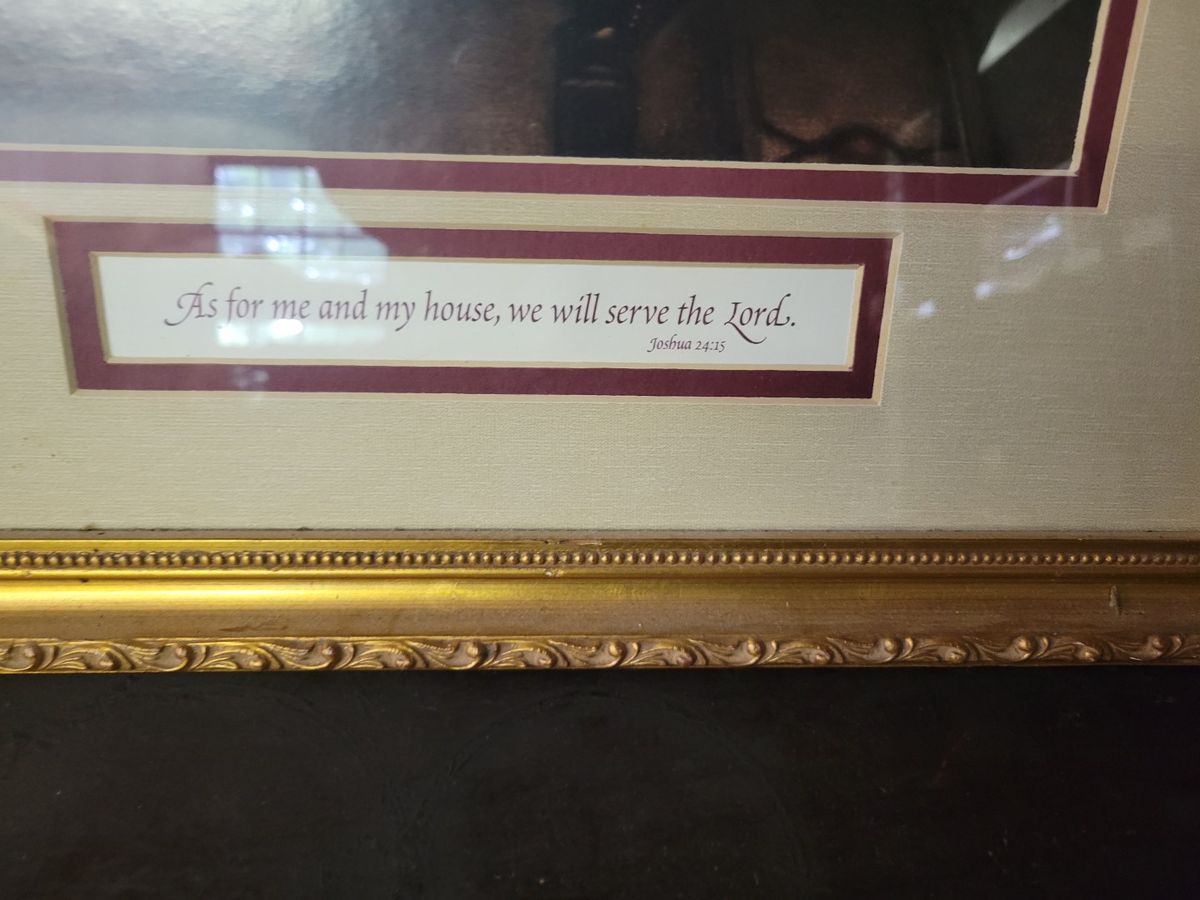 As for me and my house, we will serve the Lord.
Joshua 24:15